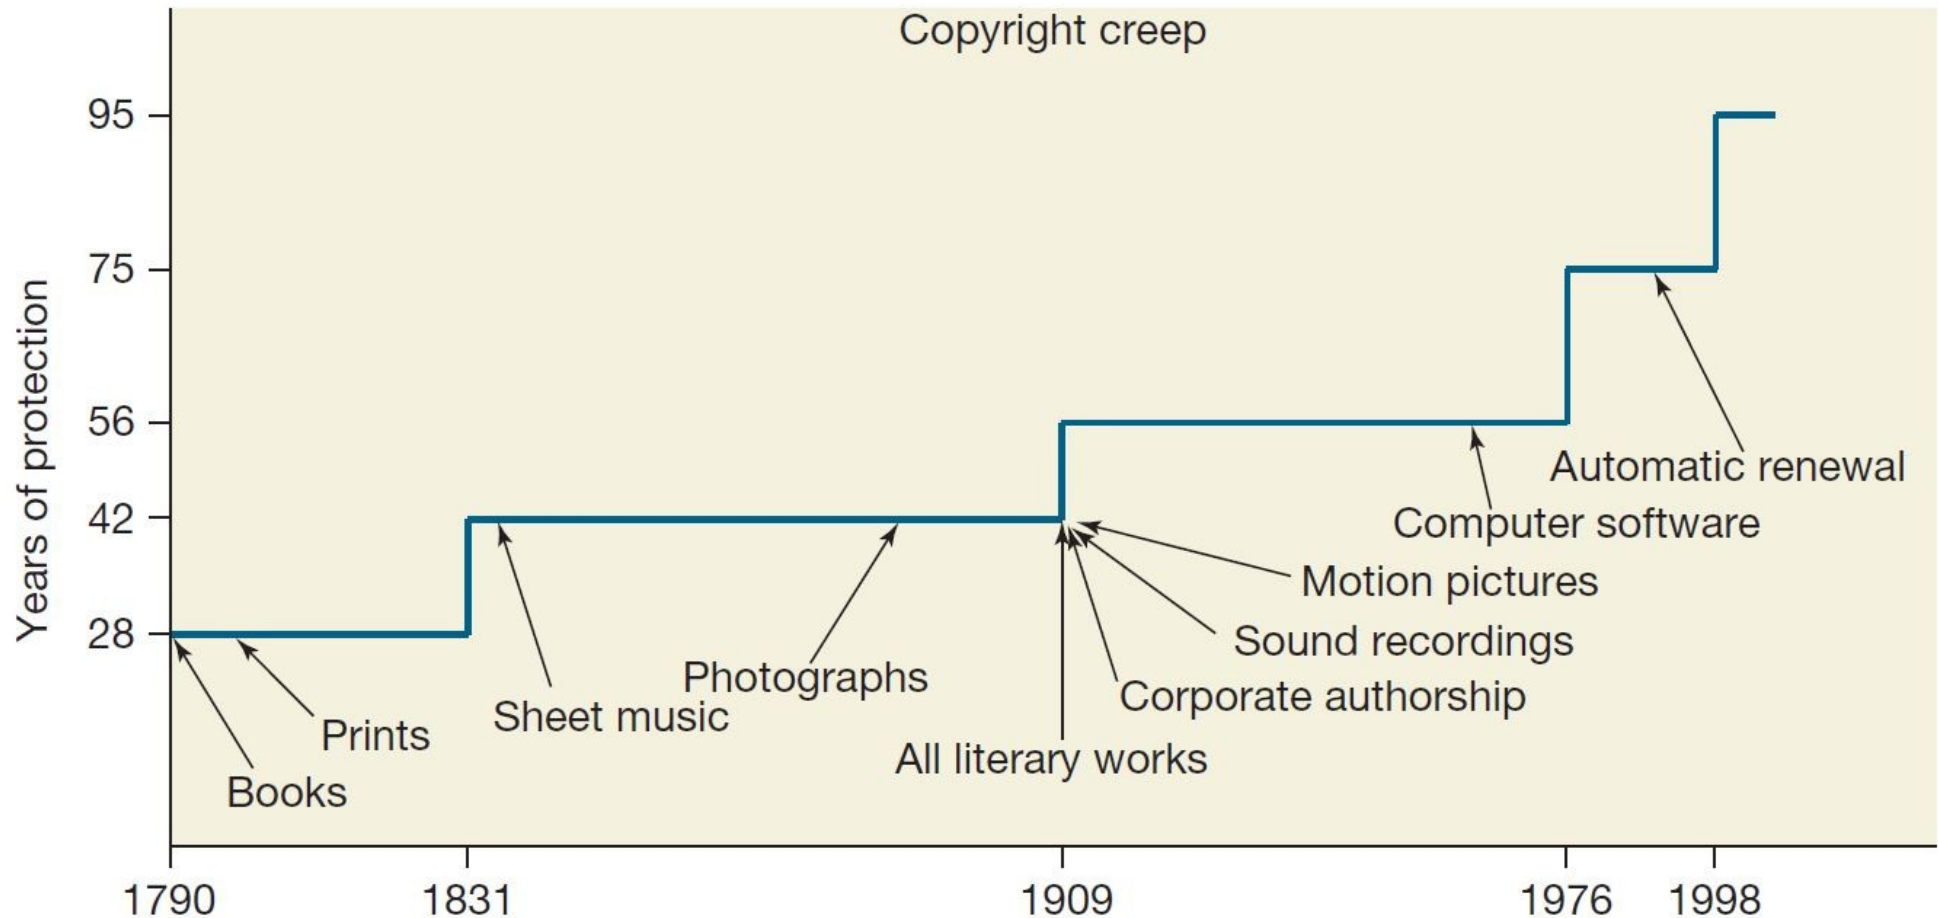 Copyright creep
Years of protection
95
75
56
42
28
Automatic renewal
Computer software
Motion pictures
Sound recordings
Photographs
Corporate authorship
Sheet music
Prints
All literary works
Books
1790
1831
1909
1976
1998